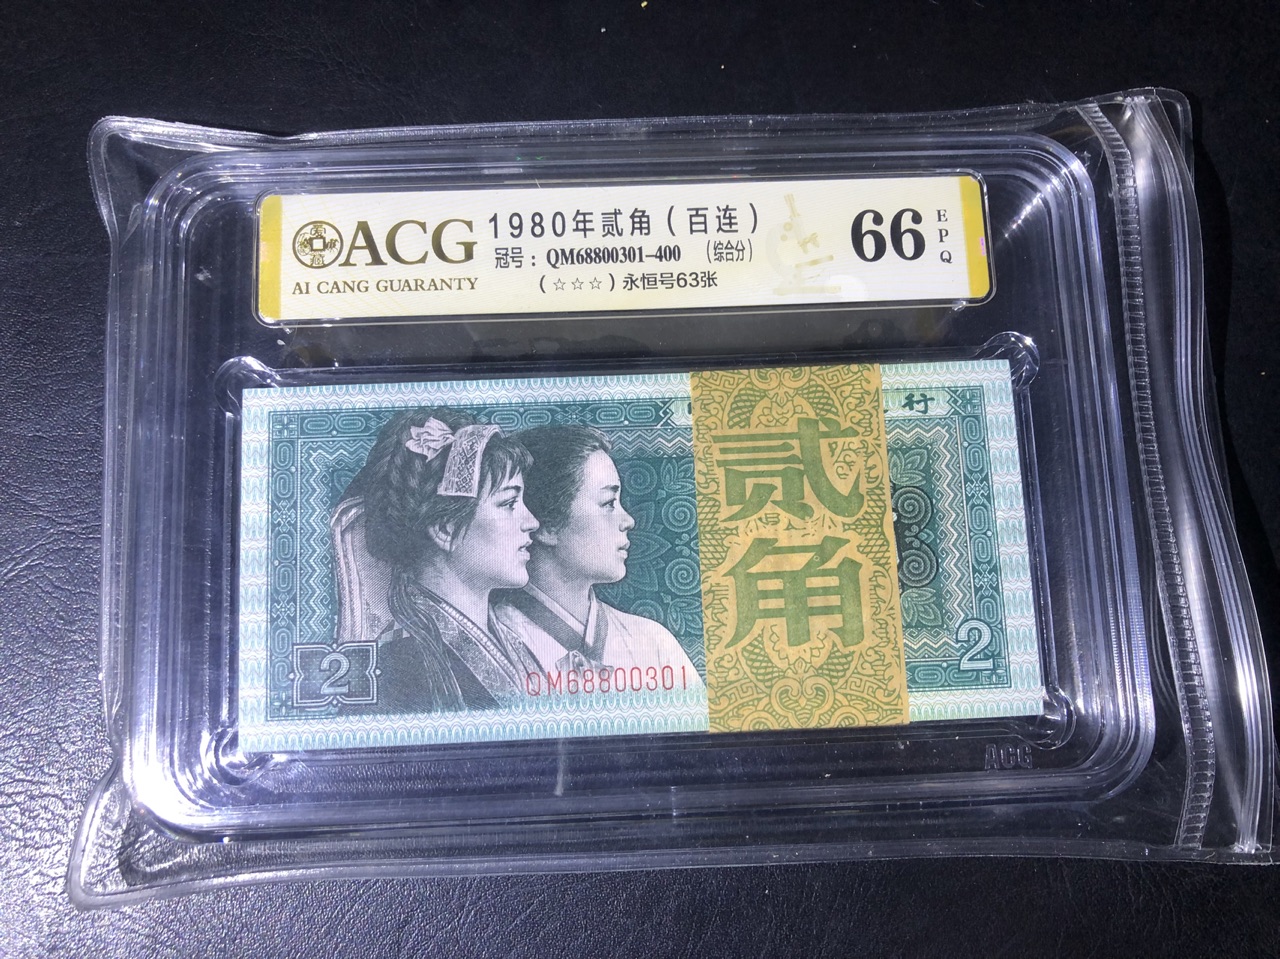 ACG
AI CANG GUARANTY
1980年贰角（百连）
冠号：QM68800301-400 （综合分）
（☆☆☆）永恒号63张
66
EPQ
行
贰角
2
QM68800301
2
ACG